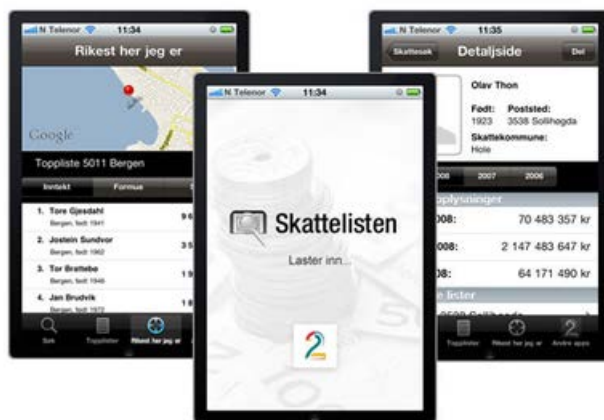 N Telenor 11:34
Rikest her jeg er
Google
Toppliste 5011 Bergen
Inntekt Formue
1. Tore Gjesdahl
Bergen, født 1941
2. Jostein Sundvor
Bergen, født 1962
3. Tor Brattebø
Bergen, født 1946
4. Jan Brudvik
Bergen, født 1972
Søk Topplister Rikest her jeg er
N Telenor 11:34
Skattelisten
Laster inn...
2
N Telenor 11:35
Skattesøk Detaljside Del
Olav Thon
Født: Poststed:
1923 3538 Sollihøgda
Skattekommune:
Hole
2007 2006
70 483 357 kr
2 147 483 647 kr
64 171 490 kr
lister
Topplister Rikest her jeg er Andre apps